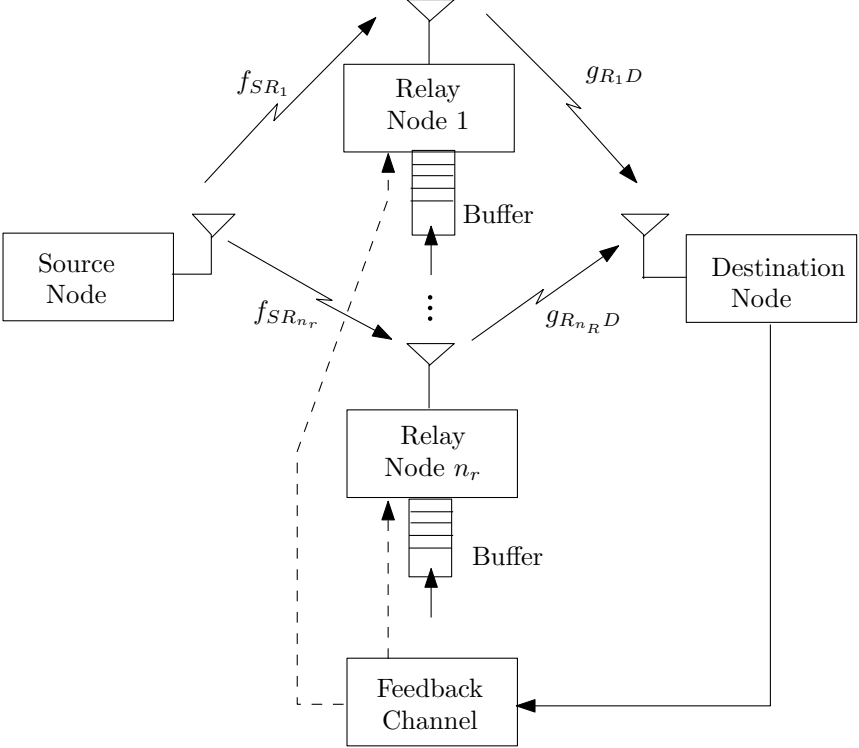 f_{SR_1}
g_{R_1D}
Relay
Node 1
Buffer
Source
Node
Destination
Node
f_{SR_{n_r}}
g_{R_{n_R}D}
Relay
Node n_r
Buffer
Feedback
Channel